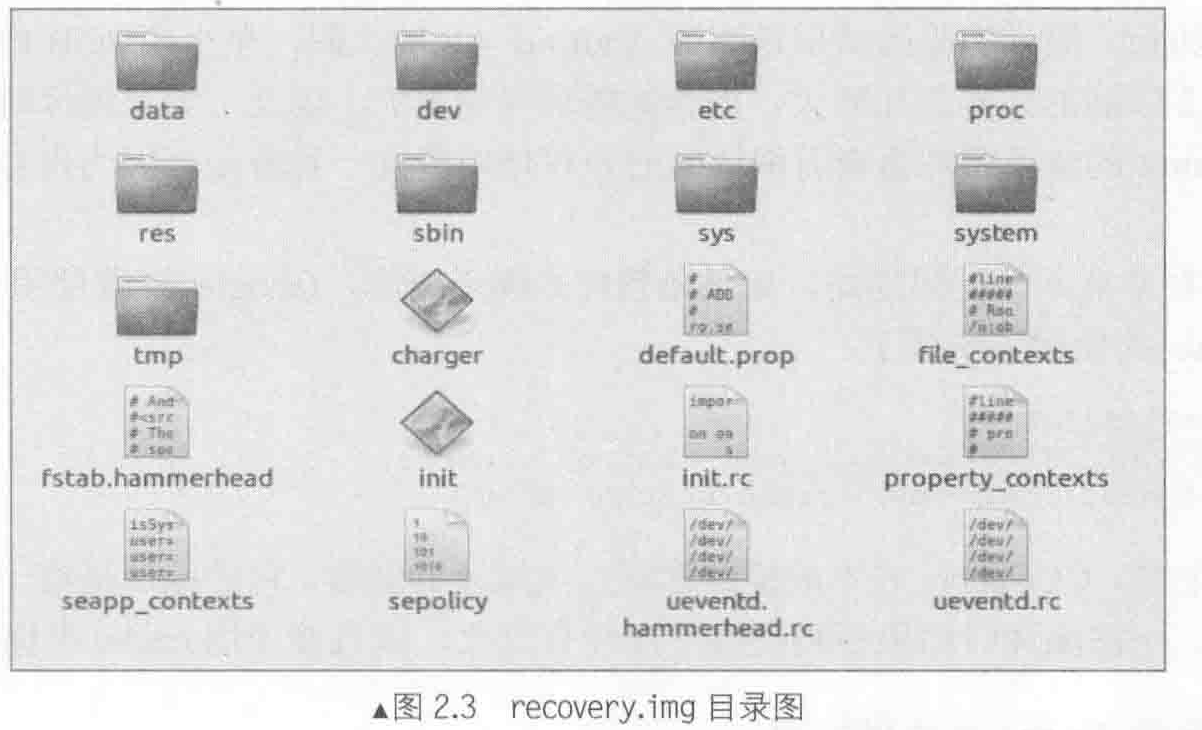 data dev etc proc
res sbin sys system
tmp charger default.prop file_contexts
fstab.hammerhead init init.rc property_contexts
seapp_contexts sepolicy ueventd. ueventd.rc
hammerhead.rc
▲图 2.3 recovery.img 目录图